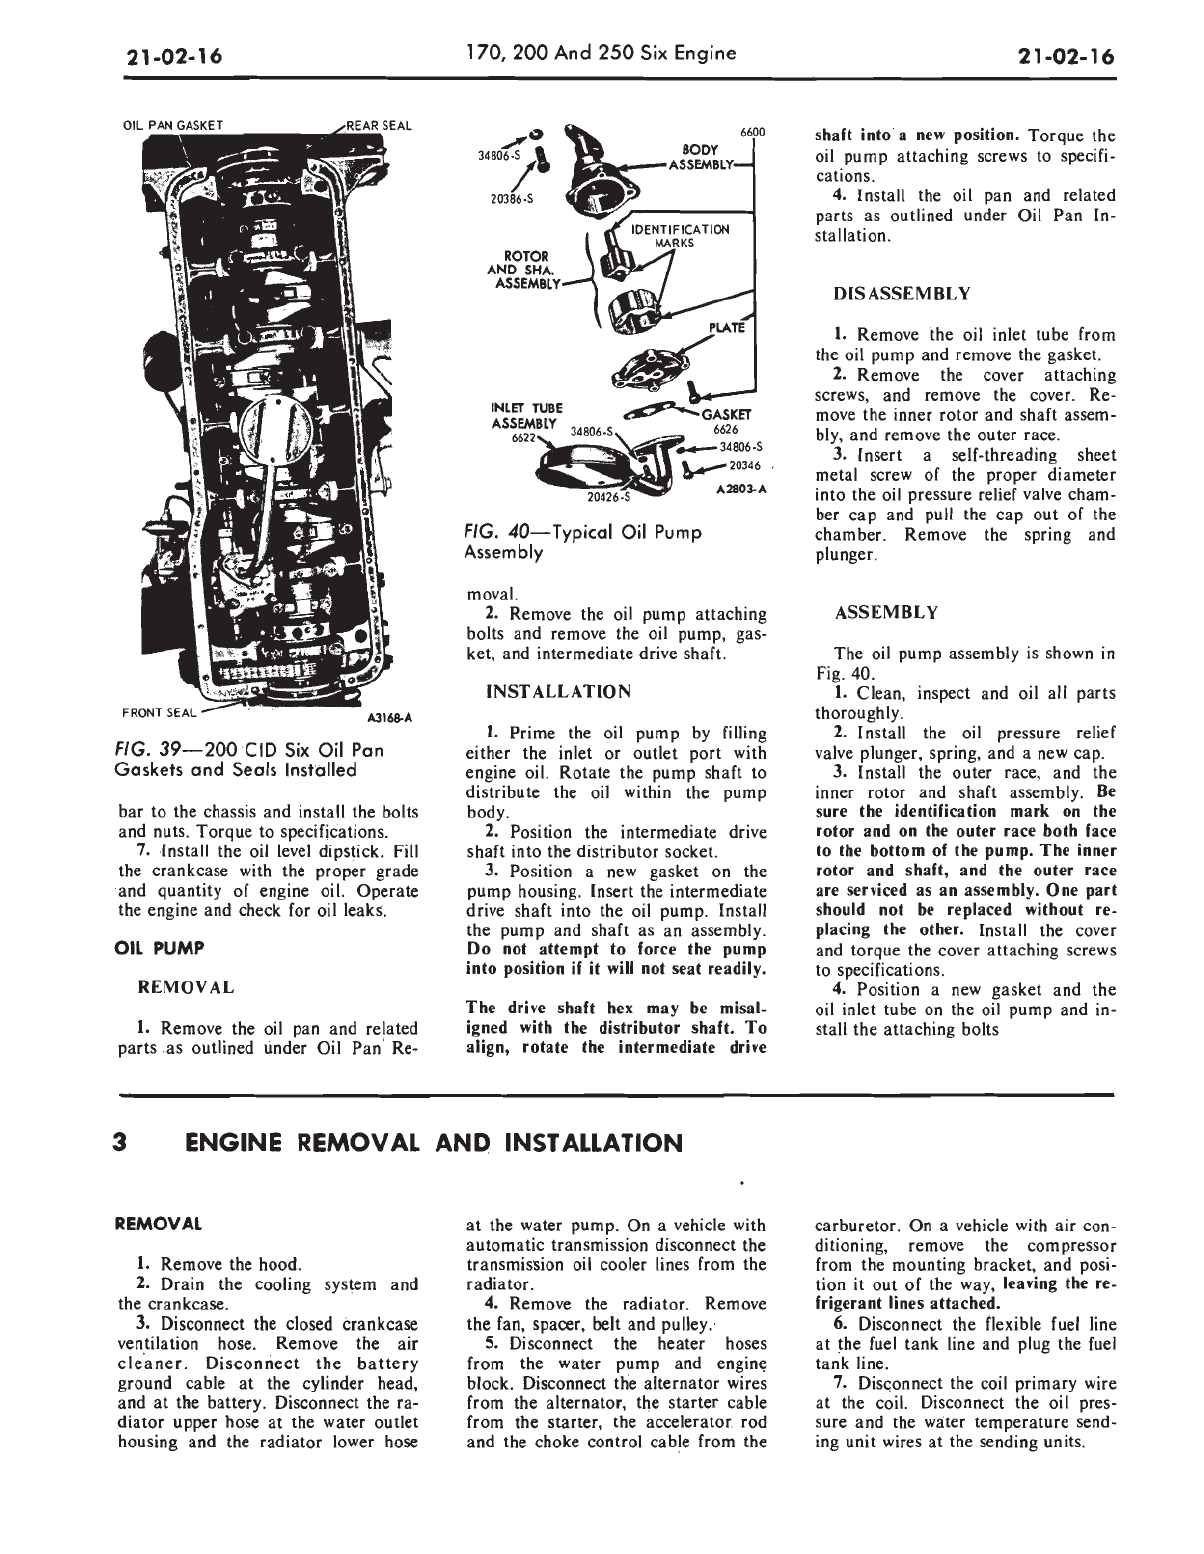 21-02-16
170, 200 And 250 Six Engine
21-02-16
OIL PAN GASKET
REAR SEAL
FRONT SEAL
A3168-A
FIG. 39—200 CID Six Oil Pan
Gaskets and Seals Installed
bar to the chassis and install the bolts
and nuts. Torque to specifications.
7. Install the oil level dipstick. Fill
the crankcase with the proper grade
and quantity of engine oil. Operate
the engine and check for oil leaks.
OIL PUMP
REMOVAL
1. Remove the oil pan and related
parts as outlined under Oil Pan Re-
34806-S
20386-S
6600
BODY
ASSEMBLY
IDENTIFICATION
MARKS
ROTOR
AND SHA.
ASSEMBLY
PLATE
INLET TUBE
ASSEMBLY
6622
34806-S
GASKET
6626
34806-S
20346
20426-S
A2803-A
FIG. 40—Typical Oil Pump
Assembly
moval.
2. Remove the oil pump attaching
bolts and remove the oil pump, gas-
ket, and intermediate drive shaft.
INSTALLATION
1. Prime the oil pump by filling
either the inlet or outlet port with
engine oil. Rotate the pump shaft to
distribute the oil within the pump
body.
2. Position the intermediate drive
shaft into the distributor socket.
3. Position a new gasket on the
pump housing. Insert the intermediate
drive shaft into the oil pump. Install
the pump and shaft as an assembly.
Do not attempt to force the pump
into position if it will not seat readily.
The drive shaft hex may be misal-
igned with the distributor shaft. To
align, rotate the intermediate drive
shaft into a new position. Torque the
oil pump attaching screws to specifi-
cations.
4. Install the oil pan and related
parts as outlined under Oil Pan In-
stallation.
DISASSEMBLY
1. Remove the oil inlet tube from
the oil pump and remove the gasket.
2. Remove the cover attaching
screws, and remove the cover. Re-
move the inner rotor and shaft assem-
bly, and remove the outer race.
3. Insert a self-threading sheet
metal screw of the proper diameter
into the oil pressure relief valve cham-
ber cap and pull the cap out of the
chamber. Remove the spring and
plunger.
ASSEMBLY
The oil pump assembly is shown in
Fig. 40.
1. Clean, inspect and oil all parts
thoroughly.
2. Install the oil pressure relief
valve plunger, spring, and a new cap.
3. Install the outer race, and the
inner rotor and shaft assembly. Be
sure the identification mark on the
rotor and on the outer race both face
to the bottom of the pump. The inner
rotor and shaft, and the outer race
are serviced as an assembly. One part
should not be replaced without re-
placing the other. Install the cover
and torque the cover attaching screws
to specifications.
4. Position a new gasket and the
oil inlet tube on the oil pump and in-
stall the attaching bolts
3 ENGINE REMOVAL AND INSTALLATION
REMOVAL
1. Remove the hood.
2. Drain the cooling system and
the crankcase.
3. Disconnect the closed crankcase
ventilation hose. Remove the air
cleaner. Disconnect the battery
ground cable at the cylinder head,
and at the battery. Disconnect the ra-
diator upper hose at the water outlet
housing and the radiator lower hose
at the water pump. On a vehicle with
automatic transmission disconnect the
transmission oil cooler lines from the
radiator.
4. Remove the radiator. Remove
the fan, spacer, belt and pulley.
5. Disconnect the heater hoses
from the water pump and engine
block. Disconnect the alternator wires
from the alternator, the starter cable
from the starter, the accelerator rod
and the choke control cable from the
carburetor. On a vehicle with air con-
ditioning, remove the compressor
from the mounting bracket, and posi-
tion it out of the way, leaving the re-
frigerant lines attached.
6. Disconnect the flexible fuel line
at the fuel tank line and plug the fuel
tank line.
7. Disconnect the coil primary wire
at the coil. Disconnect the oil pres-
sure and the water temperature send-
ing unit wires at the sending units.